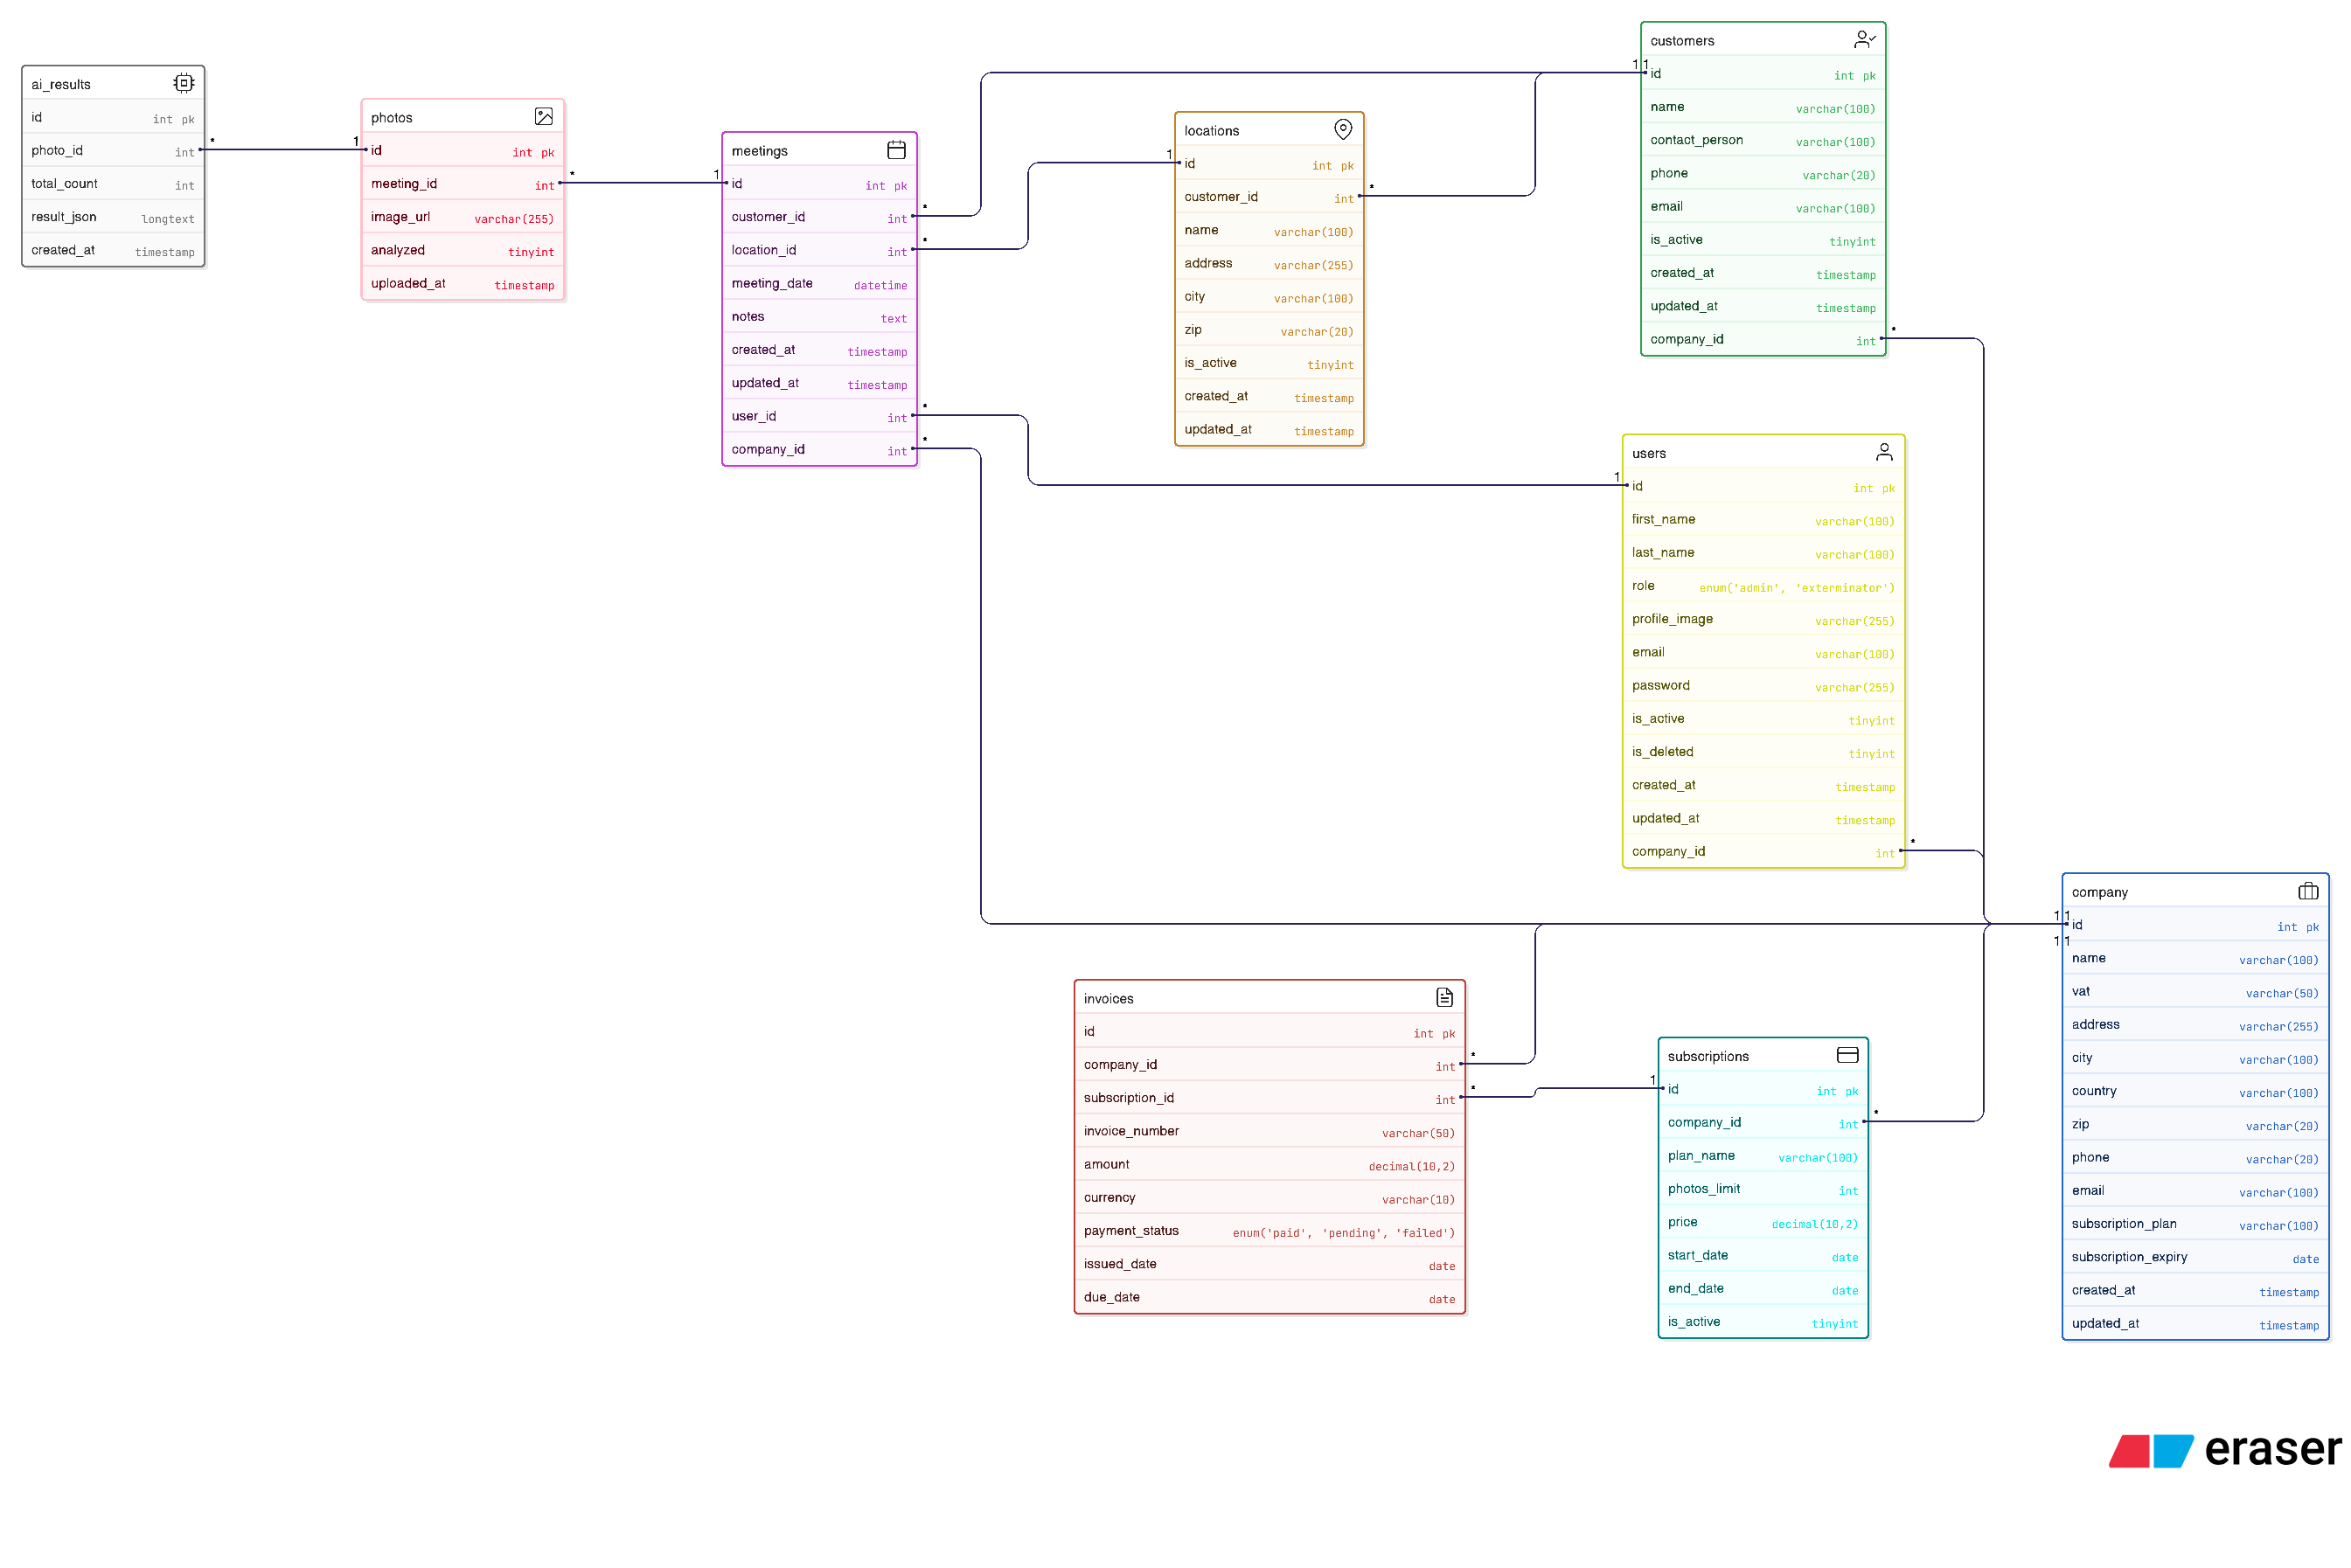 ai_results
id int pk
photo_id int
total_count int
result_json longtext
created_at timestamp
*
1
photos
id int pk
meeting_id int
image_url varchar(255)
analyzed tinyint
uploaded_at timestamp
*
1
meetings
id int pk
customer_id int
location_id int
meeting_date datetime
notes text
created_at timestamp
updated_at timestamp
user_id int
company_id int
*
*
*
*
1
locations
id int pk
customer_id int
name varchar(100)
address varchar(255)
city varchar(100)
zip varchar(20)
is_active tinyint
created_at timestamp
updated_at timestamp
*
1 1
customers
id int pk
name varchar(100)
contact_person varchar(100)
phone varchar(20)
email varchar(100)
is_active tinyint
created_at timestamp
updated_at timestamp
company_id int
*
1
users
id int pk
first_name varchar(100)
last_name varchar(100)
role enum('admin', 'exterminator')
profile_image varchar(255)
email varchar(100)
password varchar(255)
is_active tinyint
is_deleted tinyint
created_at timestamp
updated_at timestamp
company_id int
*
invoices
id int pk
company_id int
subscription_id int
invoice_number varchar(50)
amount decimal(10,2)
currency varchar(10)
payment_status enum('paid', 'pending', 'failed')
issued_date date
due_date date
*
*
1
subscriptions
id int pk
company_id int
plan_name varchar(100)
photos_limit int
price decimal(10,2)
start_date date
end_date date
is_active tinyint
*
1 1
1 1
company
id int pk
name varchar(100)
vat varchar(50)
address varchar(255)
city varchar(100)
country varchar(100)
zip varchar(20)
phone varchar(20)
email varchar(100)
subscription_plan varchar(100)
subscription_expiry date
created_at timestamp
updated_at timestamp
eraser